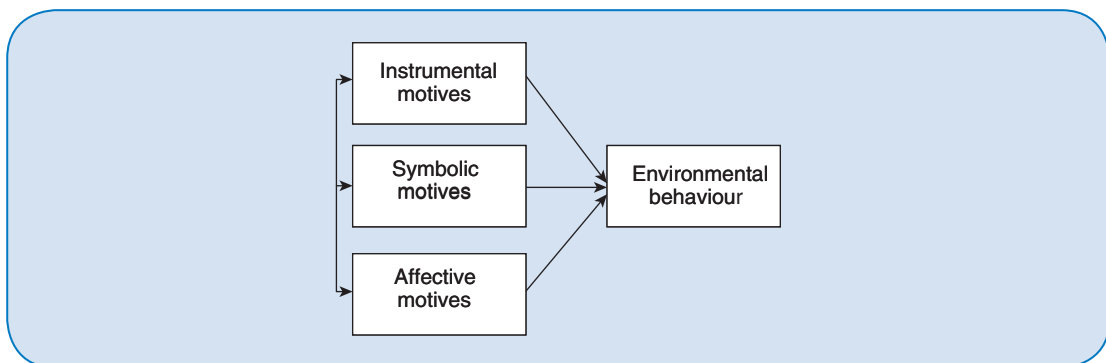 Instrumental
motives
Symbolic
motives
Environmental
behaviour
Affective
motives